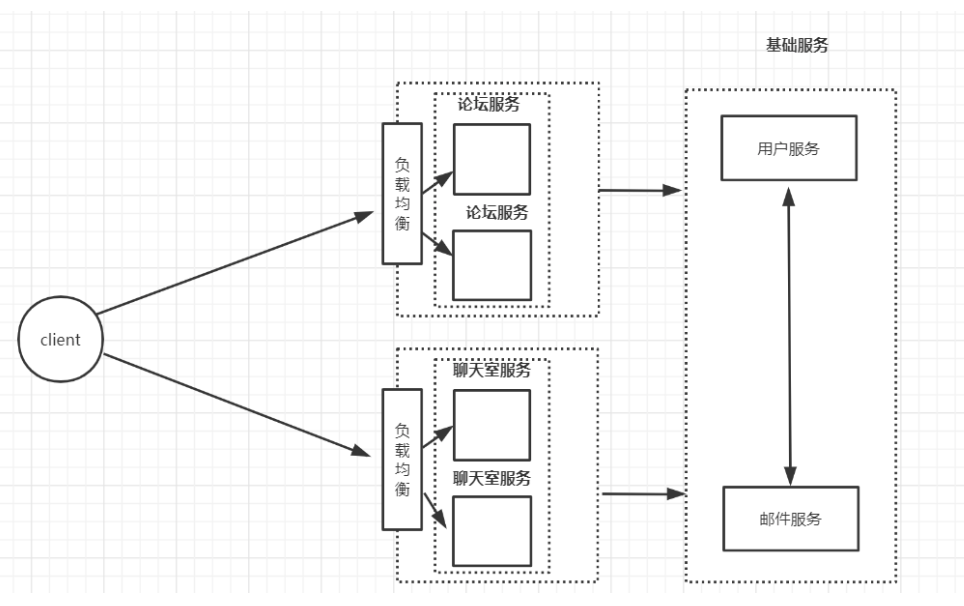 基础服务
论坛服务
用户服务
负载均衡
论坛服务
client
聊天室服务
负载均衡
聊天室服务
邮件服务